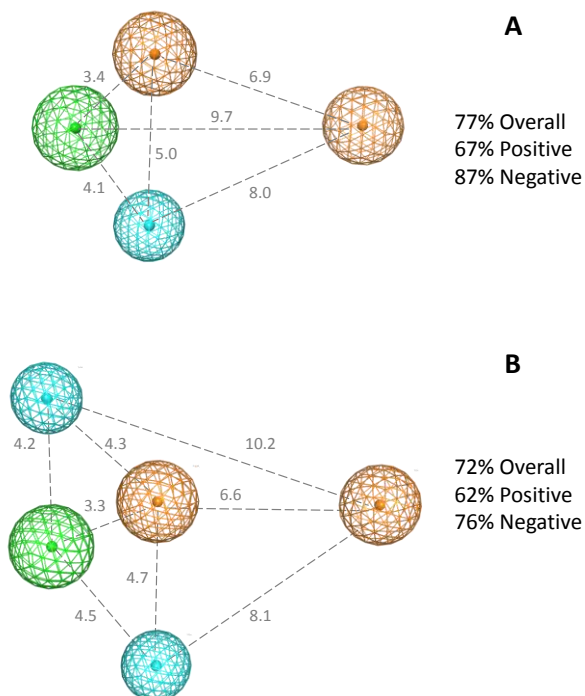 A
3.4
6.9
9.7
77% Overall
67% Positive
87% Negative
5.0
4.1
8.0
B
4.2
4.3
10.2
72% Overall
62% Positive
76% Negative
3.3
6.6
4.7
4.5
8.1